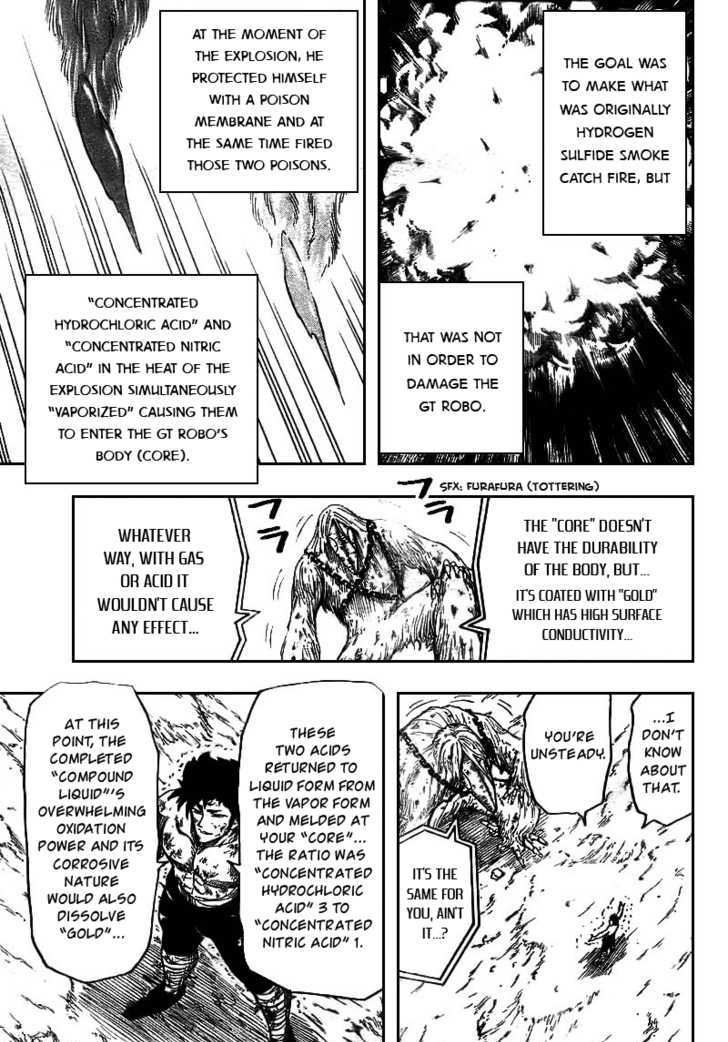 THE GOAL WAS
TO MAKE WHAT
WAS ORIGINALLY
HYDROGEN
SULFIDE SMOKE
CATCH FIRE, BUT
THAT WAS NOT
IN ORDER TO
DAMAGE THE
GT ROBO.
AT THE MOMENT OF
THE EXPLOSION, HE
PROTECTED HIMSELF
WITH A POISON
MEMBRANE AND AT
THE SAME TIME FIRED
THOSE TWO POISONS.
"CONCENTRATED
HYDROCHLORIC ACID" AND
"CONCENTRATED NITRIC
ACID" IN THE HEAT OF THE
EXPLOSION SIMULTANEOUSLY
"VAPORIZED" CAUSING THEM
TO ENTER THE GT ROBO'S
BODY (CORE).
SFX: FURAFURA (TOTTERING)
THE "CORE" DOESN'T
HAVE THE DURABILITY
OF THE BODY, BUT...
IT'S COATED WITH "GOLD"
WHICH HAS HIGH SURFACE
CONDUCTIVITY...
WHATEVER
WAY, WITH GAS
OR ACID IT
WOULDN'T CAUSE
ANY EFFECT...
...I
DON'T
KNOW
ABOUT
THAT.
YOU'RE
UNSTEADY.
IT'S THE
SAME FOR
YOU, AIN'T
IT...?
THESE
TWO ACIDS
RETURNED TO
LIQUID FORM FROM
THE VAPOR FORM
AND MELDED AT
YOUR "CORE"...
THE RATIO WAS
"CONCENTRATED
HYDROCHLORIC
ACID" 3 TO
"CONCENTRATED
NITRIC ACID" 1.
AT THIS
POINT, THE
COMPLETED
"COMPOUND
LIQUID"'S
OVERWHELMING
OXIDATION
POWER AND ITS
CORROSIVE
NATURE
WOULD ALSO
DISSOLVE
"GOLD"...